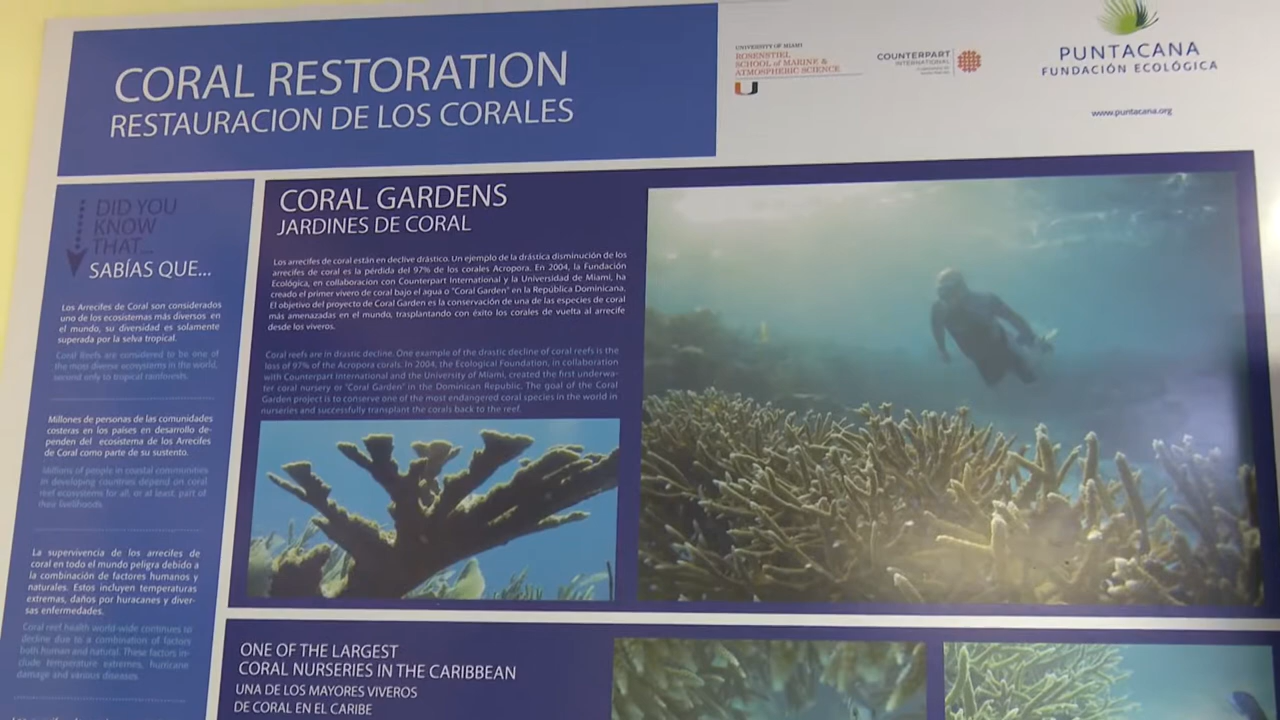 CORAL RESTORATION
RESTAURACION DE LOS CORALES
UNIVERSITY OF MIAMI
ROSENSTIEL
SCHOOL of MARINE &
ATMOSPHERIC SCIENCE
COUNTERPART
INTERNATIONAL
PUNTACANA
FUNDACIÓN ECOLÓGICA
www.puntacana.org
DID YOU
KNOW
THAT...
SABÍAS QUE...
Los Arrecifes de Coral son considerados
uno de los ecosistemas más diversos en
el mundo, su diversidad es solamente
superada por la selva tropical.
Coral Reefs are considered to be one of
the most diverse ecosystems in the world,
second only to tropical rainforests.
Millones de personas de las comunidades
costeras en los países en desarrollo de-
penden del ecosistema de los Arrecifes
de Coral como parte de su sustento.
Millions of people in coastal communities
in developing countries depend on coral
reef ecosystems for all, or at least, part of
their livelihoods.
La supervivencia de los arrecifes de
coral en todo el mundo peligra debido a
la combinación de factores humanos y
naturales. Estos incluyen temperaturas
extremas, daños por huracanes y diver-
sas enfermedades.
Coral reef health world-wide continues to
decline due to a combination of factors
both human and natural. These factors in-
clude temperature extremes, hurricane
damage and various diseases.
CORAL GARDENS
JARDINES DE CORAL
Los arrecifes de coral están en declive drástico. Un ejemplo de la drástica disminución de los
arrecifes de coral es la pérdida del 97% de los corales Acropora. En 2004, la Fundación
Ecológica, en collaboración con Counterpart International y la Universidad de Miami, ha
creado el primer vivero de coral bajo el agua o "Coral Garden" en la República Dominicana.
El objetivo del proyecto de Coral Garden es la conservación de una de las especies de coral
más amenazadas en el mundo, trasplantando con éxito los corales de vuelta al arrecife
desde los viveros.
Coral reefs are in drastic decline. One example of the drastic decline of coral reefs is the
loss of 97% of the Acropora corals. In 2004, the Ecological Foundation, in collaboration
with Counterpart International and the University of Miami, created the first underwa-
ter coral nursery or "Coral Garden" in the Dominican Republic. The goal of the Coral
Garden project is to conserve one of the most endangered coral species in the world in
nurseries and successfully transplant the corals back to the reef.
ONE OF THE LARGEST
CORAL NURSERIES IN THE CARIBBEAN
UNA DE LOS MAYORES VIVEROS
DE CORAL EN EL CARIBE